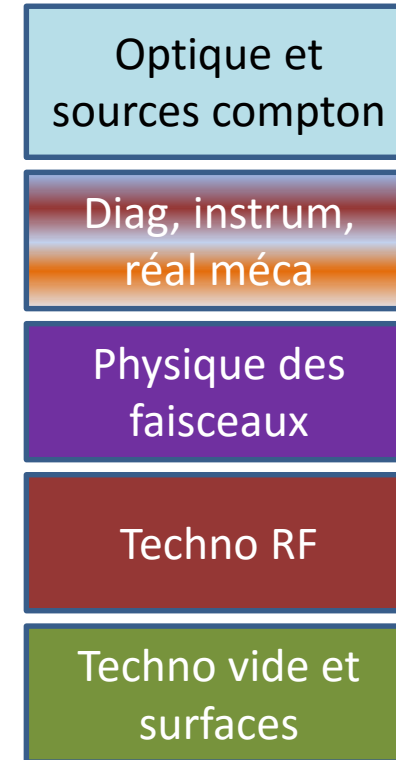 Optique et
sources compton
Diag, instrum,
réal méca
Physique des
faisceaux
Techno RF
Techno vide et
surfaces